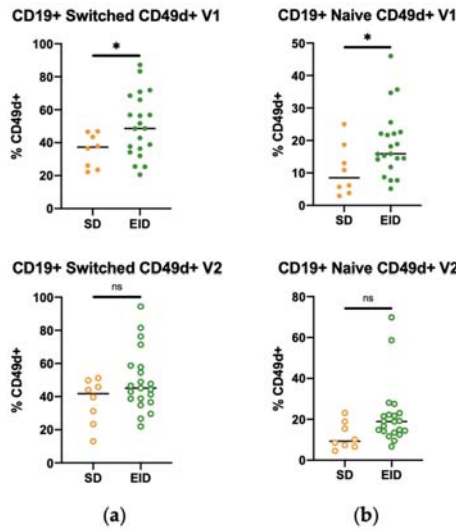 CD19+ Switched CD49d+ V1
*
% CD49d+
100
80
60
40
20
0
SD
EID
CD19+ Naive CD49d+ V1
*
% CD49d+
50
40
30
20
10
0
SD
EID
CD19+ Switched CD49d+ V2
ns
% CD49d+
100
80
60
40
20
0
SD
EID
CD19+ Naive CD49d+ V2
ns
% CD49d+
80
60
40
20
0
SD
EID
(a)
(b)